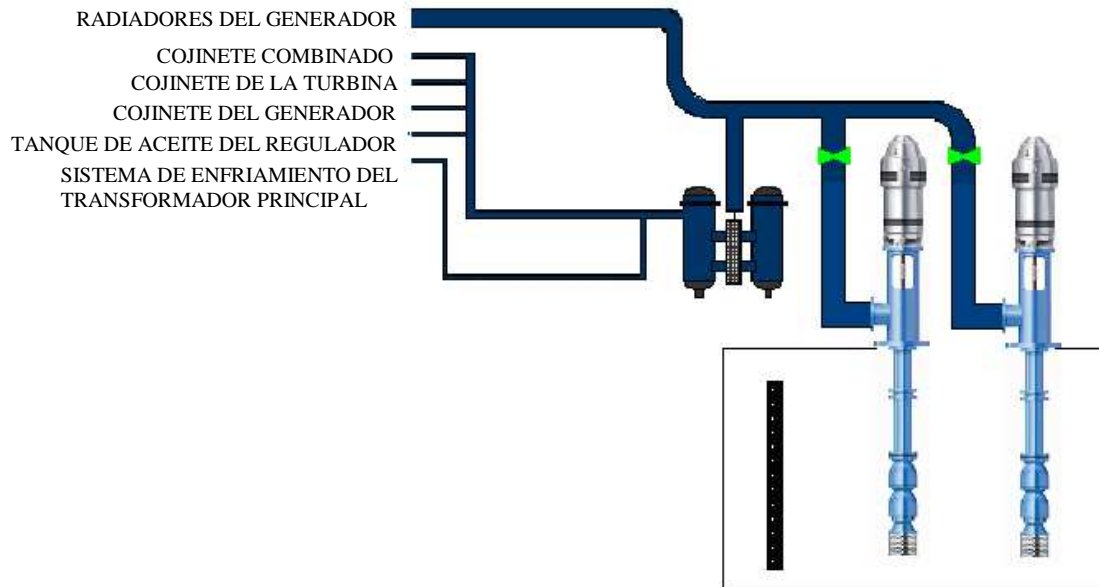 RADIADORES DEL GENERADOR
COJINETE COMBINADO
COJINETE DE LA TURBINA
COJINETE DEL GENERADOR
TANQUE DE ACEITE DEL REGULADOR
SISTEMA DE ENFRIAMIENTO DEL
TRANSFORMADOR PRINCIPAL